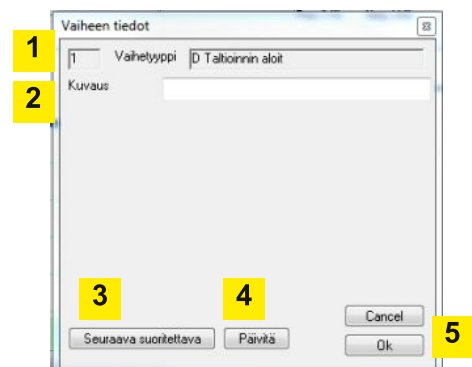 Vaiheen tiedot
1
1 Vaihetyyppi D Taltioinnin aloit
2
Kuvaus
3
4
Cancel
Seuraava suoritettava Päivitä
Ok
5